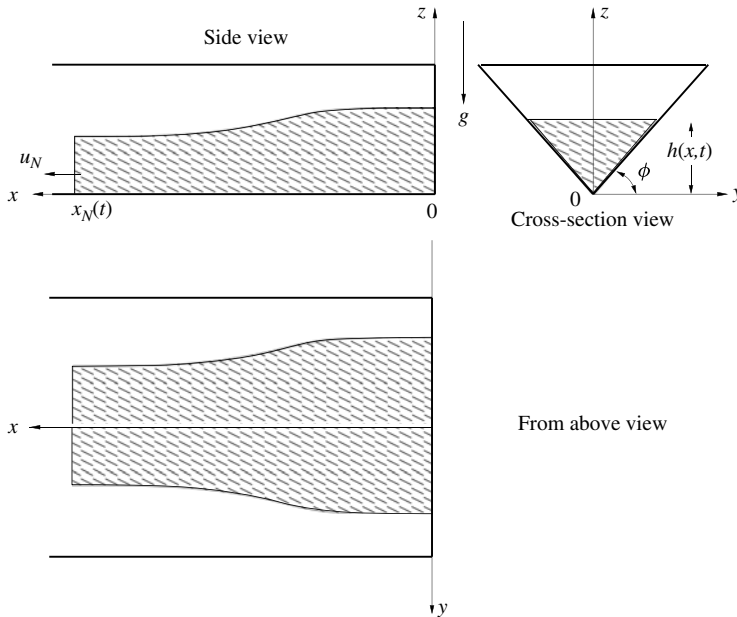 Side view
z
z
g
u_N
h(x,t)
ϕ
x
x_N(t)
0
0
y
Cross-section view
x
From above view
y